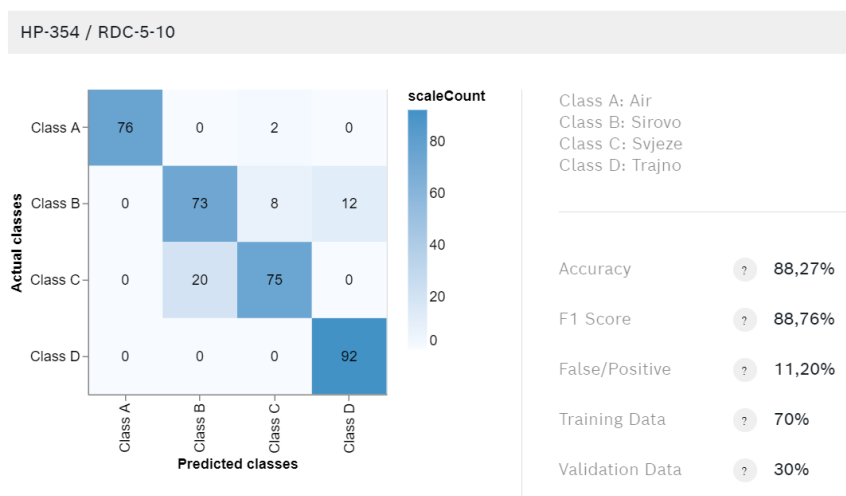 HP-354 / RDC-5-10
scaleCount
Class A
76
0
2
0
Class B
0
73
8
12
Class C
0
20
75
0
Class D
0
0
0
92
Actual classes
Class A
Class B
Class C
Class D
Predicted classes
80
60
40
20
0
Class A: Air
Class B: Sirovo
Class C: Svjeze
Class D: Trajno
Accuracy ? 88,27%
F1 Score ? 88,76%
False/Positive ? 11,20%
Training Data ? 70%
Validation Data ? 30%